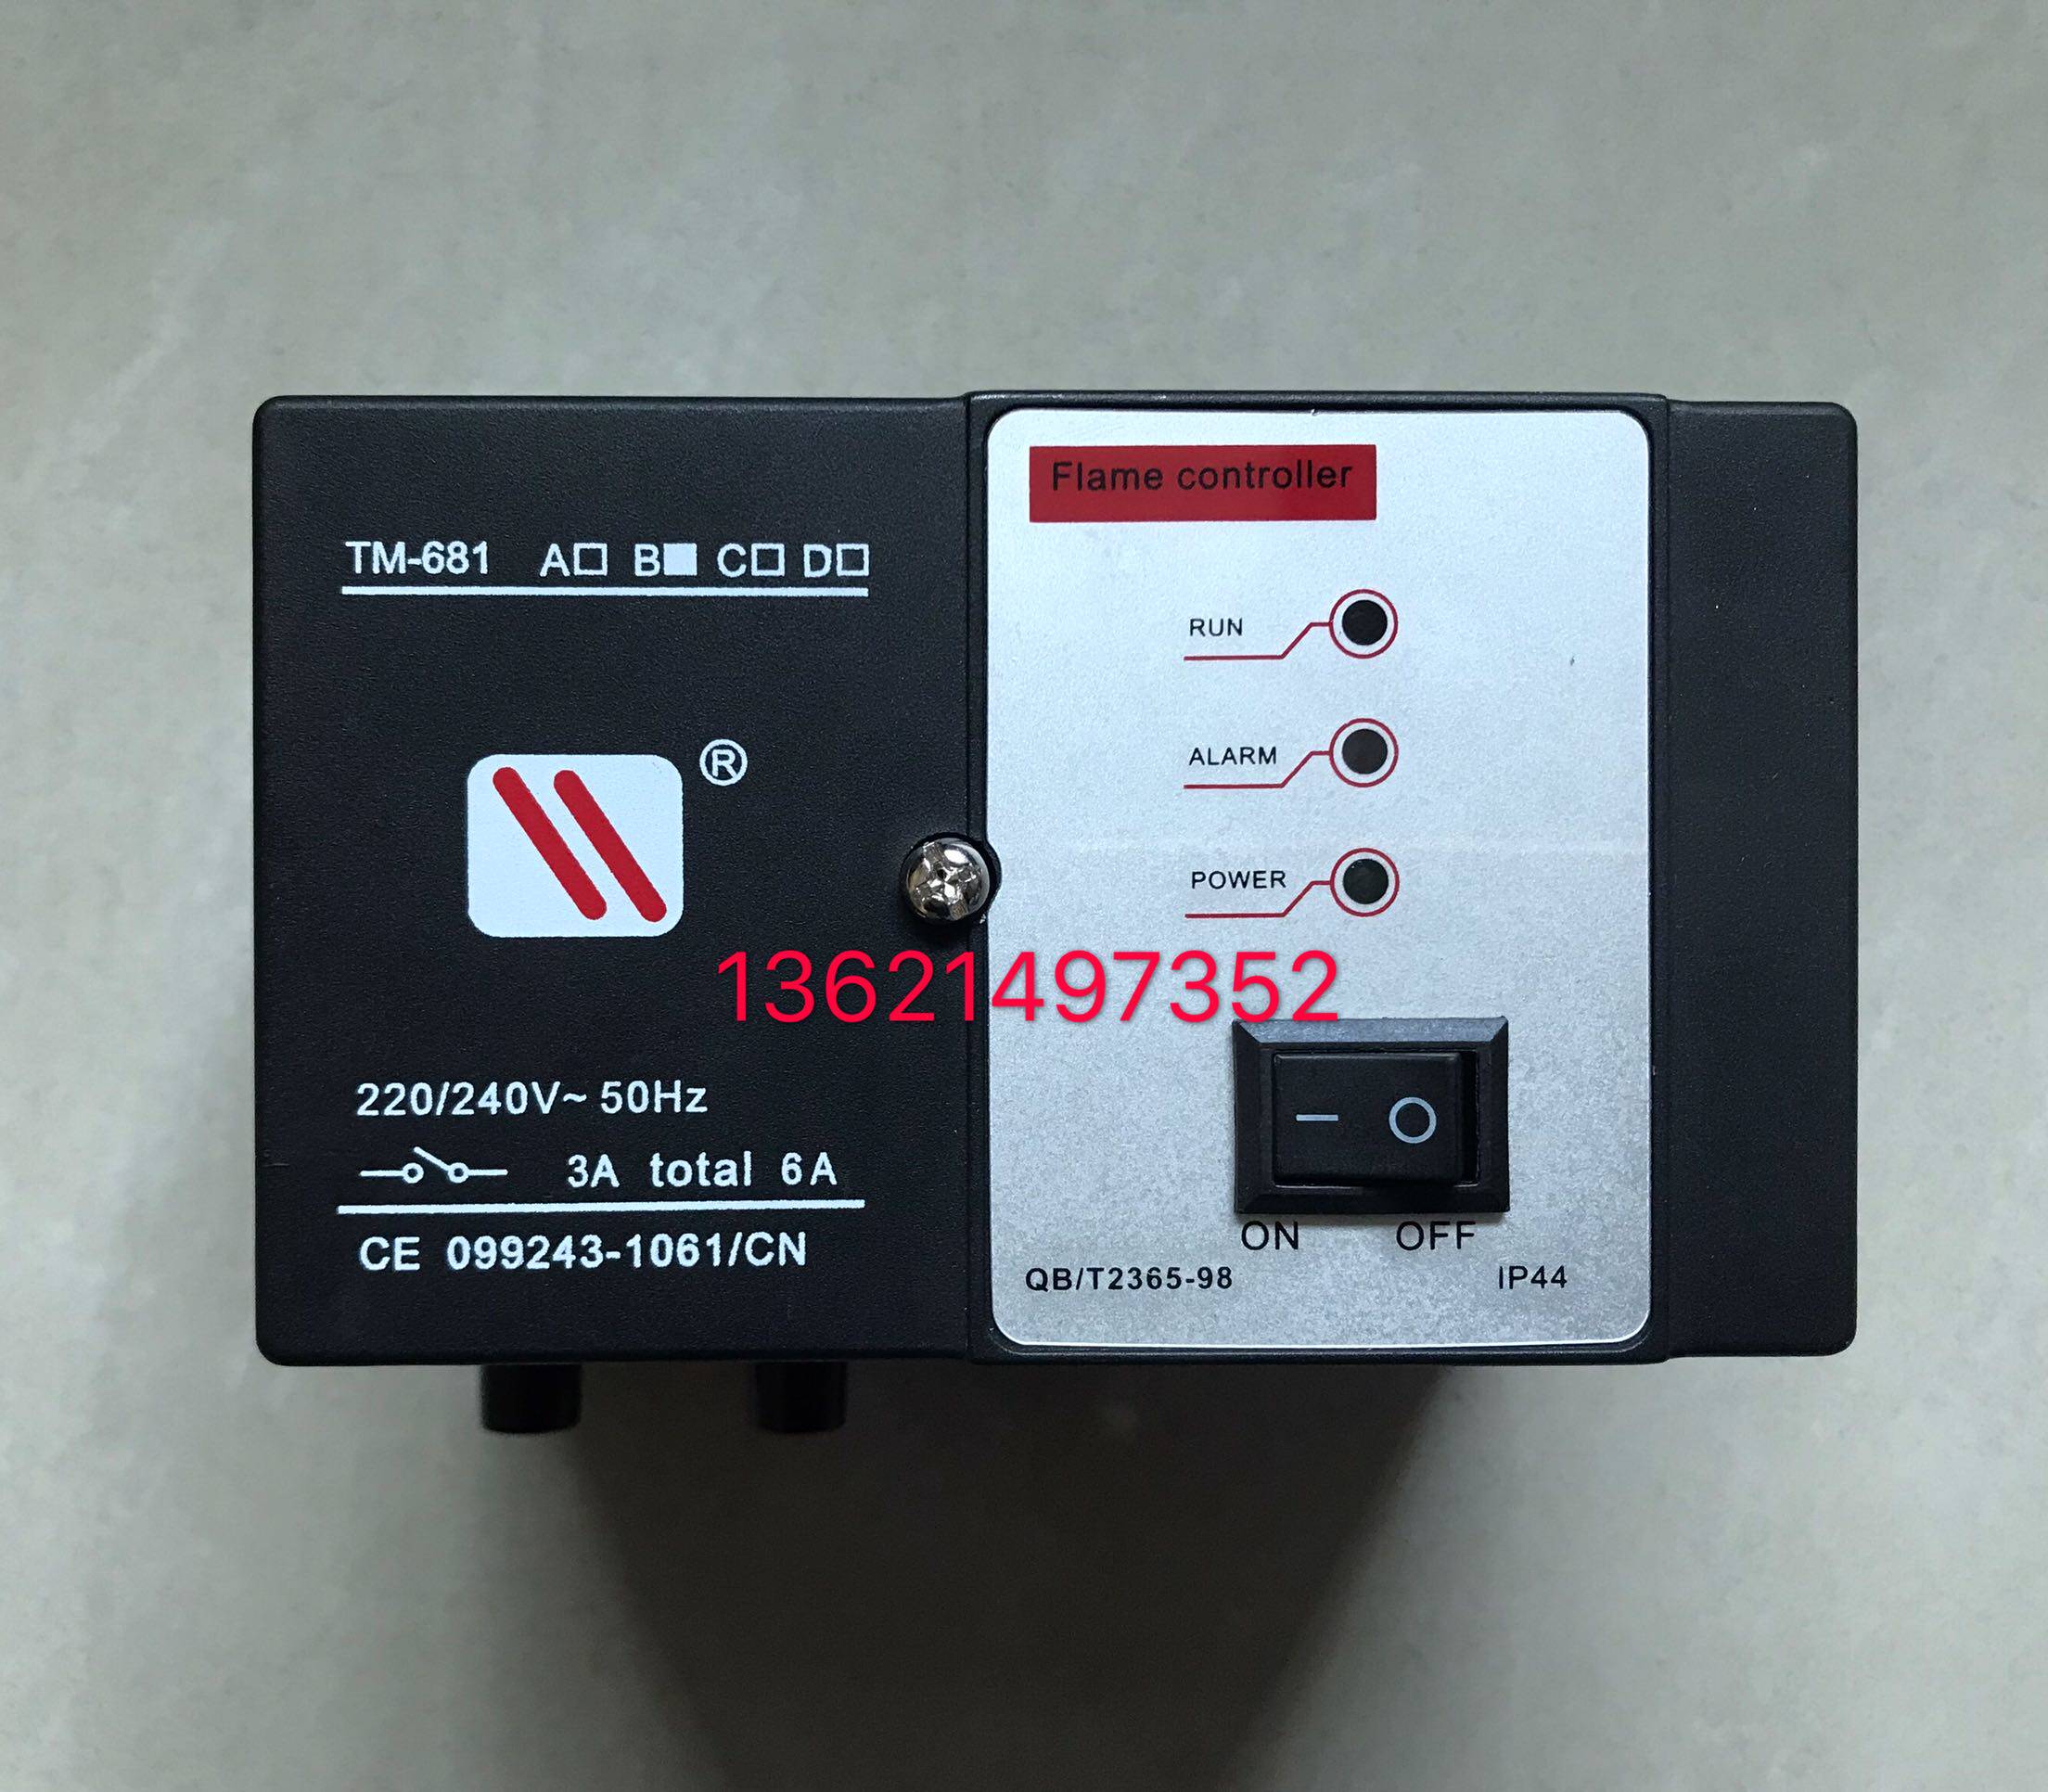 TM-681 A□ B■ C□ D□
®
220/240V~ 50Hz
3A total 6A
CE 099243-1061/CN
Flame controller
RUN
ALARM
POWER
13621497352
ON OFF
QB/T2365-98 IP44